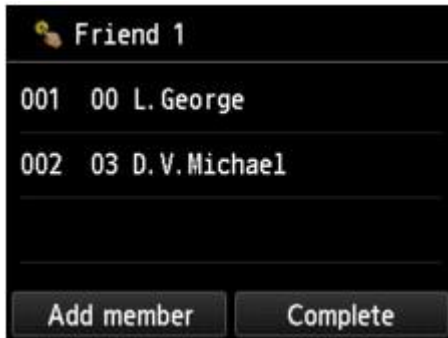 Friend 1
001 00 L.George
002 03 D.V.Michael
Add member Complete